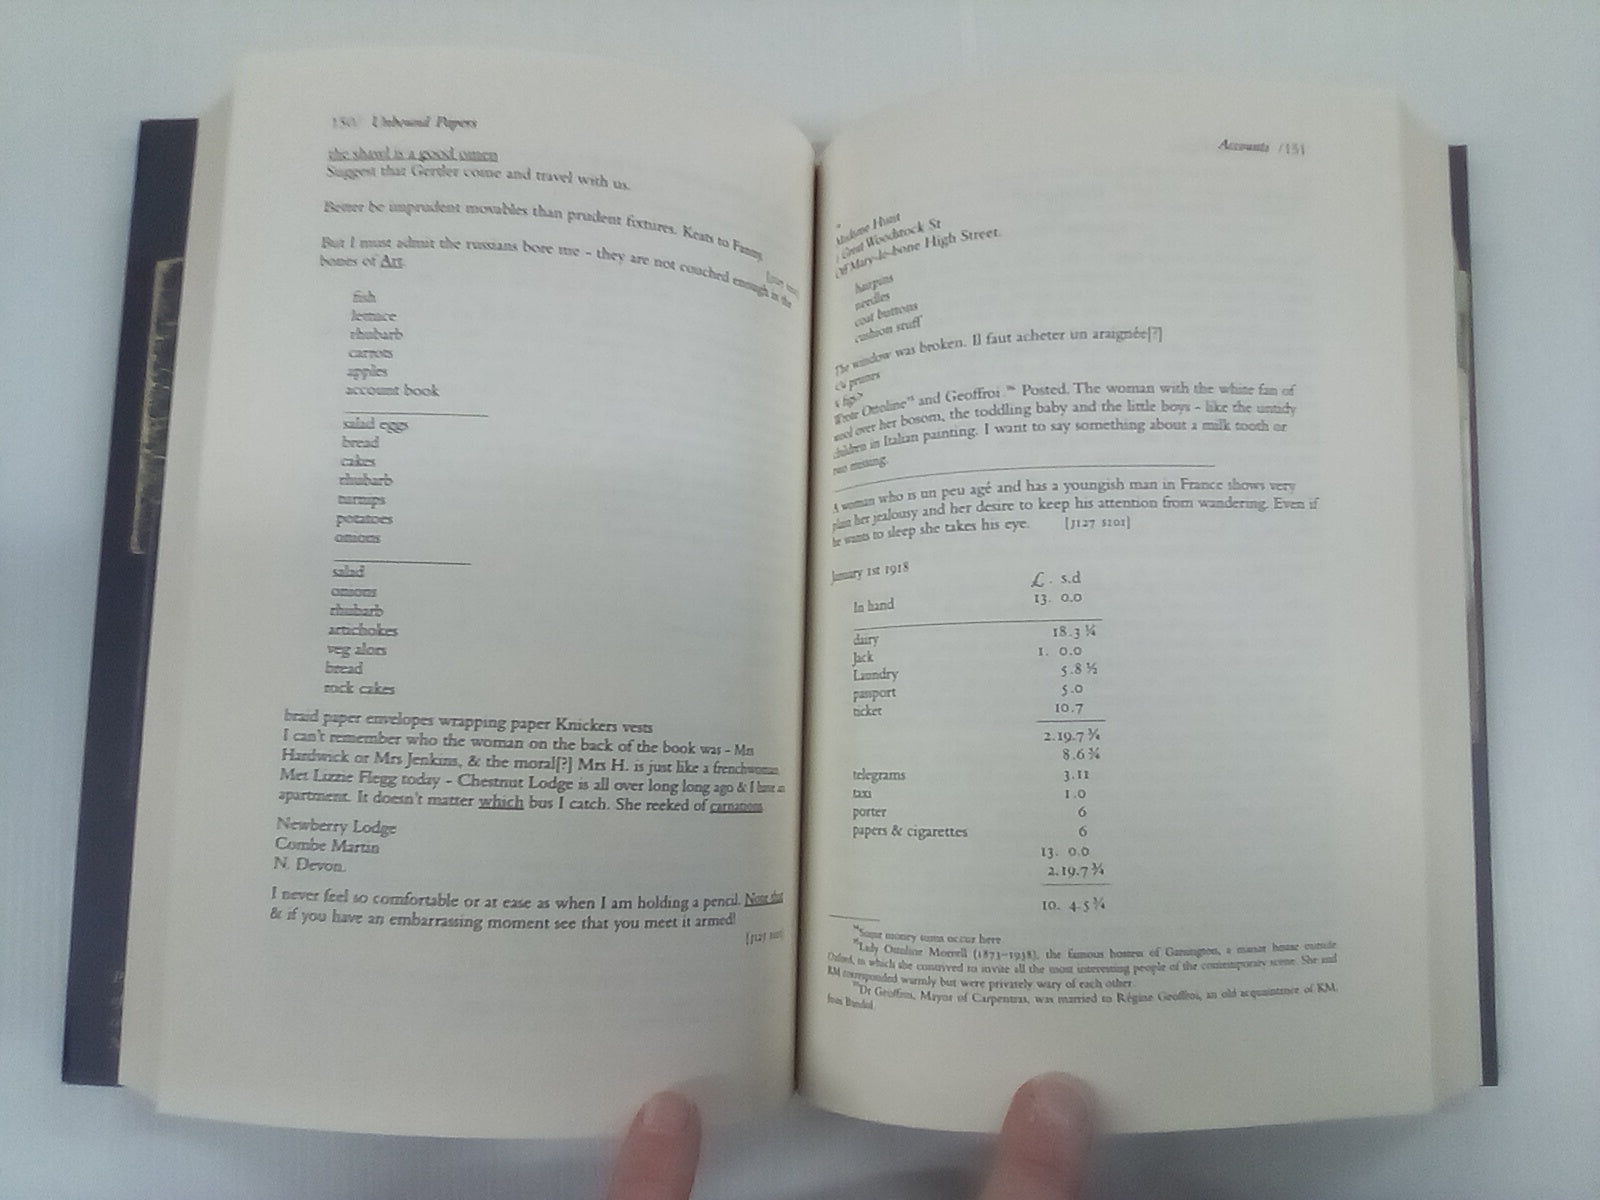 150/ Unbound Papers
the shawl is a good omen
Suggest that Gertler come and travel with us.
Better be imprudent movables than prudent fixtures. Keats to Fanny.
But I must admit the russians bore me – they are not couched enough in the
bones of Art.
fish
lettuce
rhubarb
carrots
apples
account book
salad eggs
bread
cakes
rhubarb
turnips
potatoes
onions
salad
onions
rhubarb
artichokes
veg alors
bread
rock cakes
braid paper envelopes wrapping paper Knickers vests
I can't remember who the woman on the back of the book was – Mrs
Hardwick or Mrs Jenkins, & the moral[?] Mrs H. is just like a frenchwoman
Met Lizzie Flegg today – Chestnut Lodge is all over long long ago & I have an
apartment. It doesn't matter which bus I catch. She reeked of carnations
Newberry Lodge
Combe Martin
N. Devon.
I never feel so comfortable or at ease as when I am holding a pencil. Note that
& if you have an embarrassing moment see that you meet it armed!
Accounts /151
Madame Hunt
Great Woodstock St
Off Mary-le-bone High Street.
hairpins
needles
coat buttons
cushion stuff
The window was broken. Il faut acheter un araignée[?]
prunes
figs>
Wrote Ottoline⁹⁵ and Geoffroi.⁹⁶ Posted. The woman with the white fan of
wool over her bosom, the toddling baby and the little boys – like the untidy
children in Italian painting. I want to say something about a milk tooth or
two missing.
A woman who is un peu agé and has a youngish man in France shows very
plain her jealousy and her desire to keep his attention from wandering. Even if
he wants to sleep she takes his eye. [J127 S101]
January 1st 1918
£. s.d
In hand 13. 0.0
dairy 18.3¼
Jack 1. 0.0
Laundry 5.8½
passport 5.0
ticket 10.7
2.19.7¾
8.6¾
telegrams 3.11
taxi 1.0
porter 6
papers & cigarettes 6
13. 0.0
2.19.7¾
10. 4.5¾
⁹⁴Some money sums occur here.
⁹⁵Lady Ottoline Morrell (1873–1938), the famous hostess of Garsington, a manor house outside
Oxford, in which she contrived to invite all the most interesting people of the contemporary scene. She and
KM corresponded warmly but were privately wary of each other.
⁹⁶Dr Geoffroi, Mayor of Carpentras, was married to Régine Geoffroi, an old acquaintance of KM,
from Bandol.